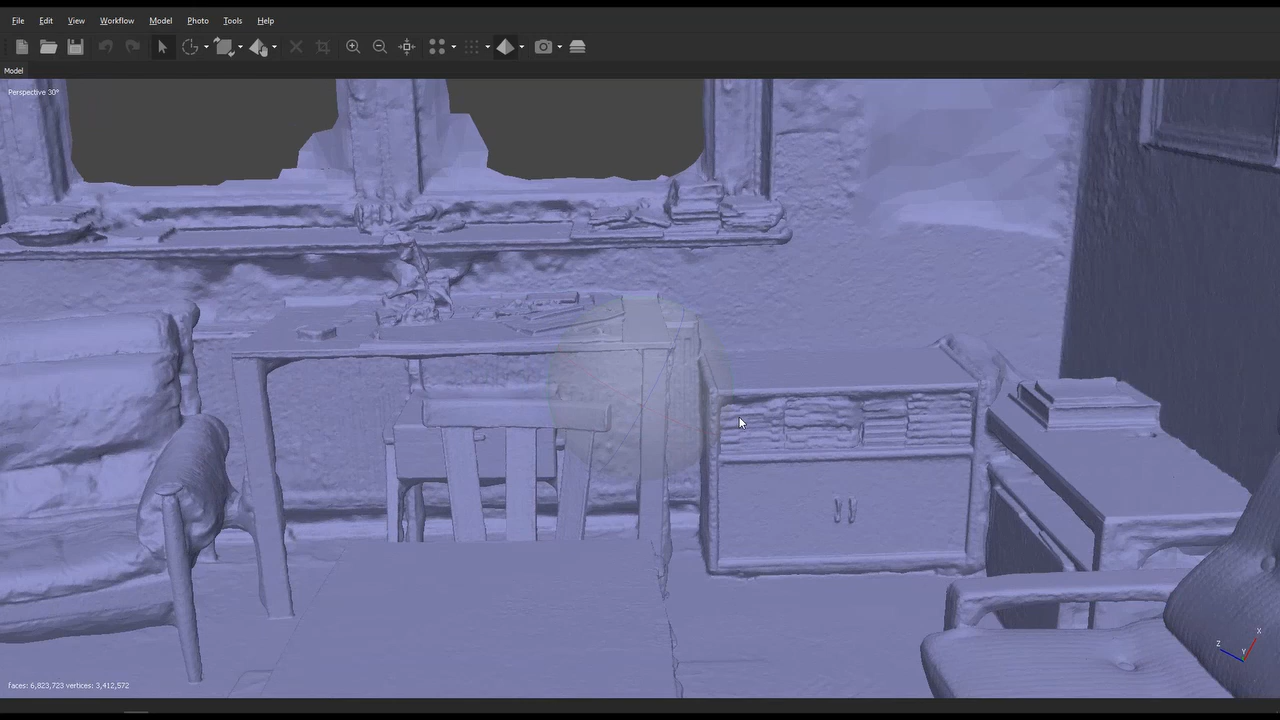 File Edit View Workflow Model Photo Tools Help
Model
Perspective 30°
X
Z
Y
faces: 6,823,723 vertices: 3,412,572